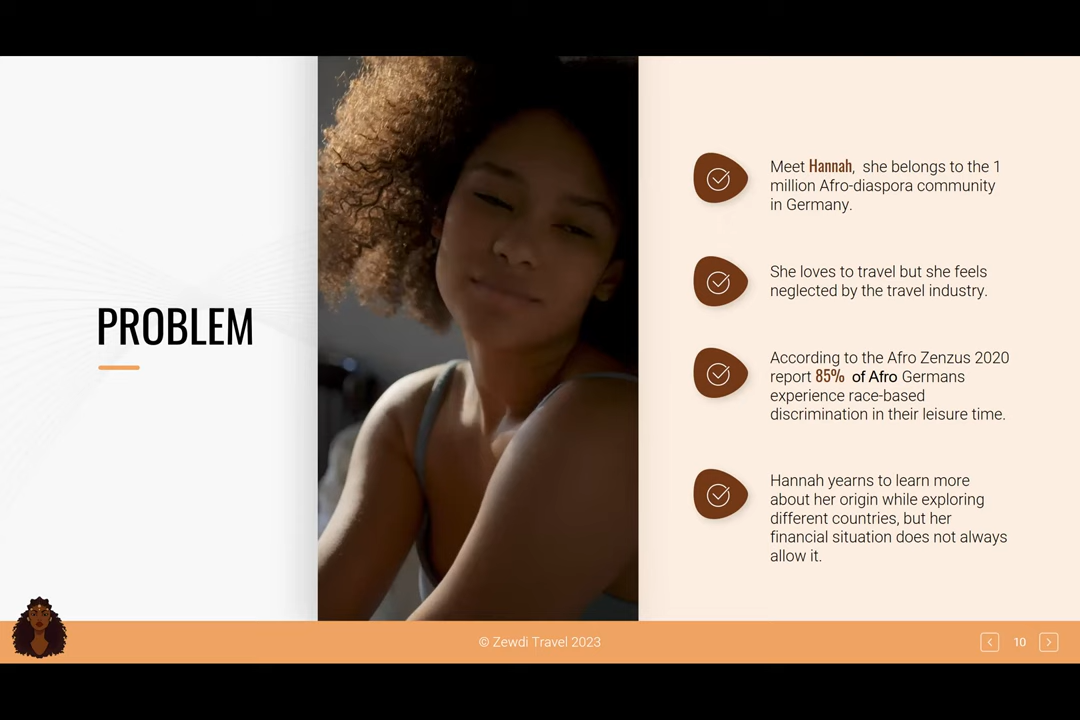 PROBLEM
Meet Hannah, she belongs to the 1
million Afro-diaspora community
in Germany.
She loves to travel but she feels
neglected by the travel industry.
According to the Afro Zenzus 2020
report 85% of Afro Germans
experience race-based
discrimination in their leisure time.
Hannah yearns to learn more
about her origin while exploring
different countries, but her
financial situation does not always
allow it.
© Zewdi Travel 2023
10